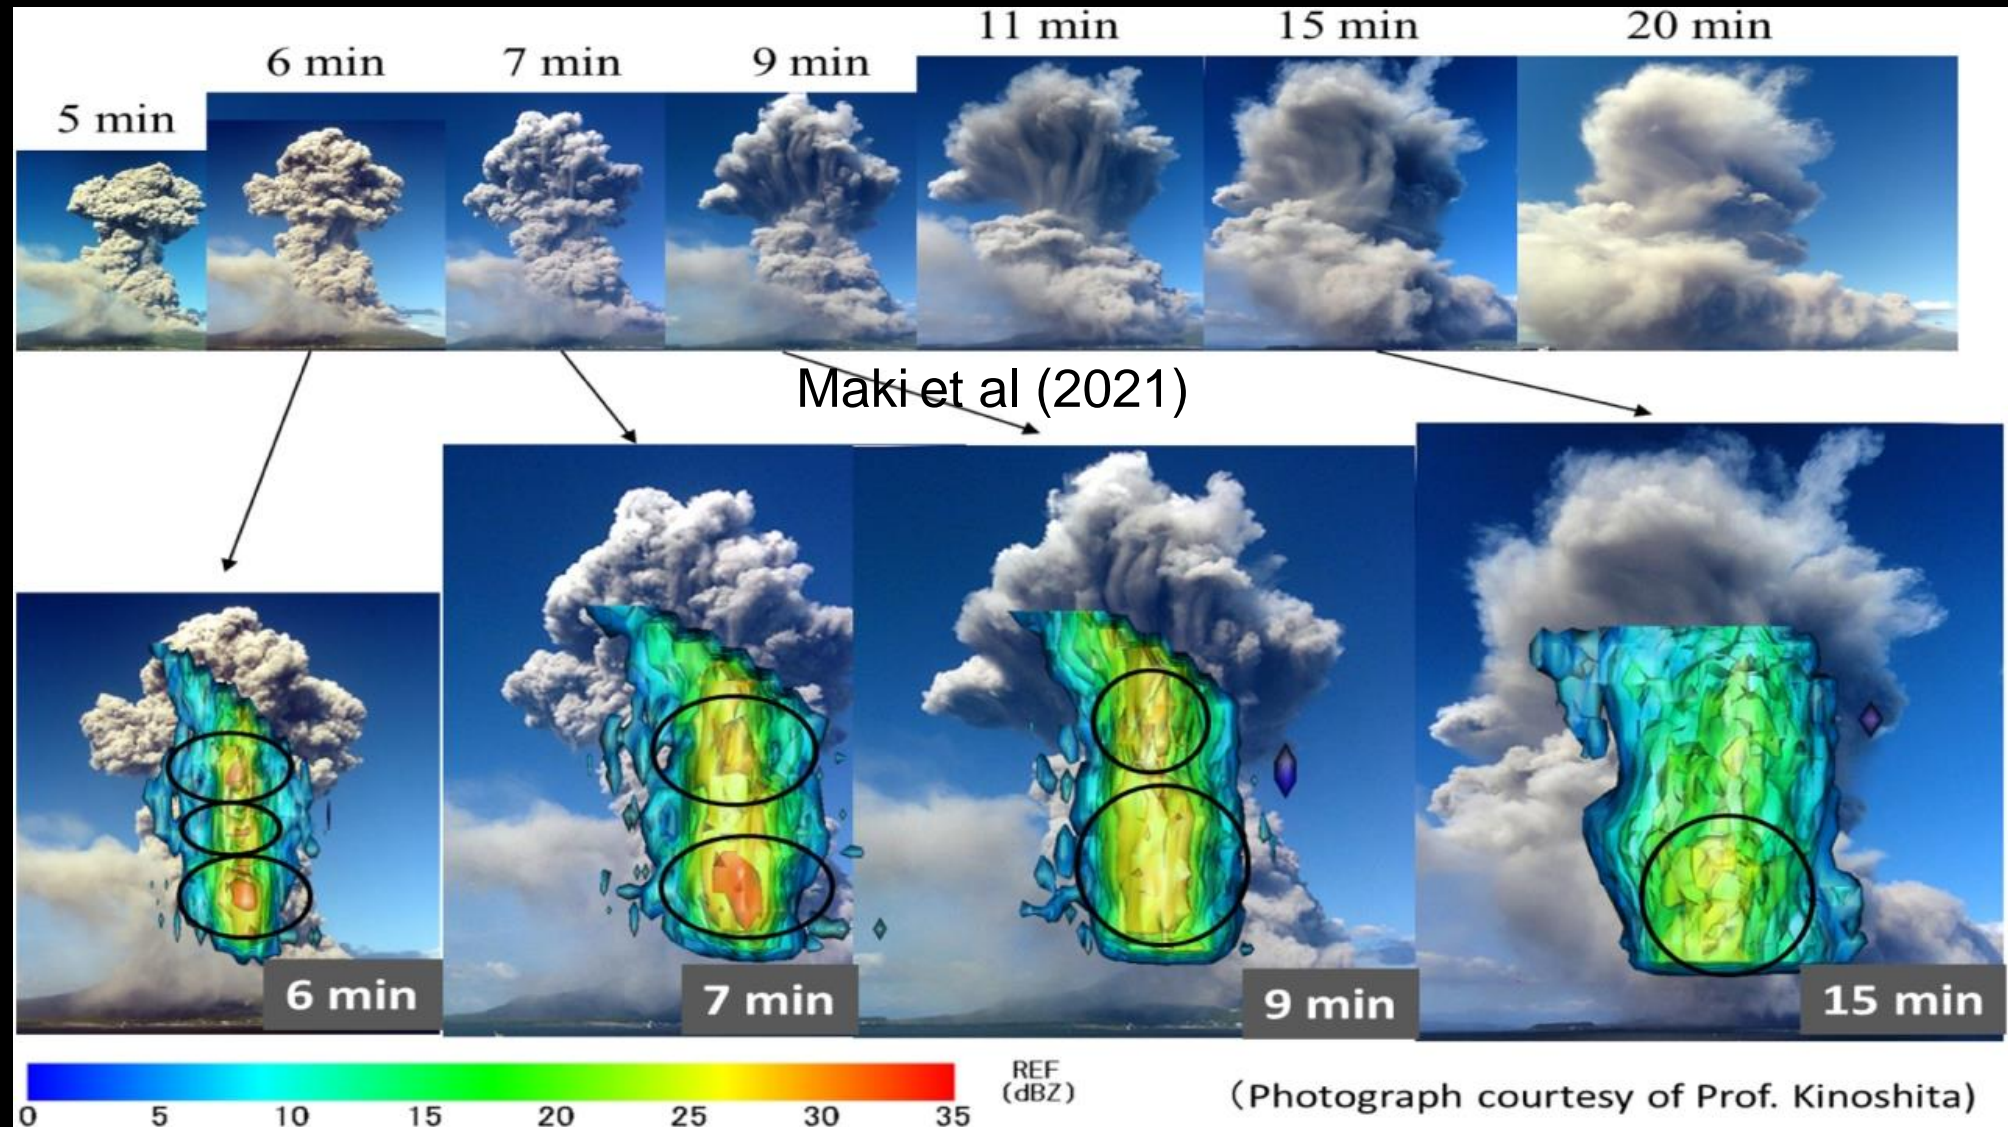 5 min
6 min
7 min
9 min
11 min
15 min
20 min
Maki et al (2021)
6 min
7 min
9 min
15 min
0 5 10 15 20 25 30 35
REF
(dBZ)
(Photograph courtesy of Prof. Kinoshita)